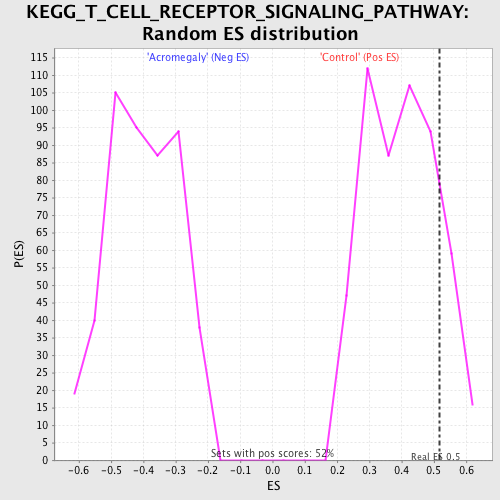 KEGG_T_CELL_RECEPTOR_SIGNALING_PATHWAY:
Random ES distribution
'Acromegaly' (Neg ES)
'Control' (Pos ES)
115
110
105
100
95
90
85
80
75
70
65
60
55
50
45
40
35
30
25
20
15
10
5
0
P(ES)
Sets with pos scores: 52%
Real ES 0.5
-0.6 -0.5 -0.4 -0.3 -0.2 -0.1 0.0 0.1 0.2 0.3 0.4 0.5 0.6
ES